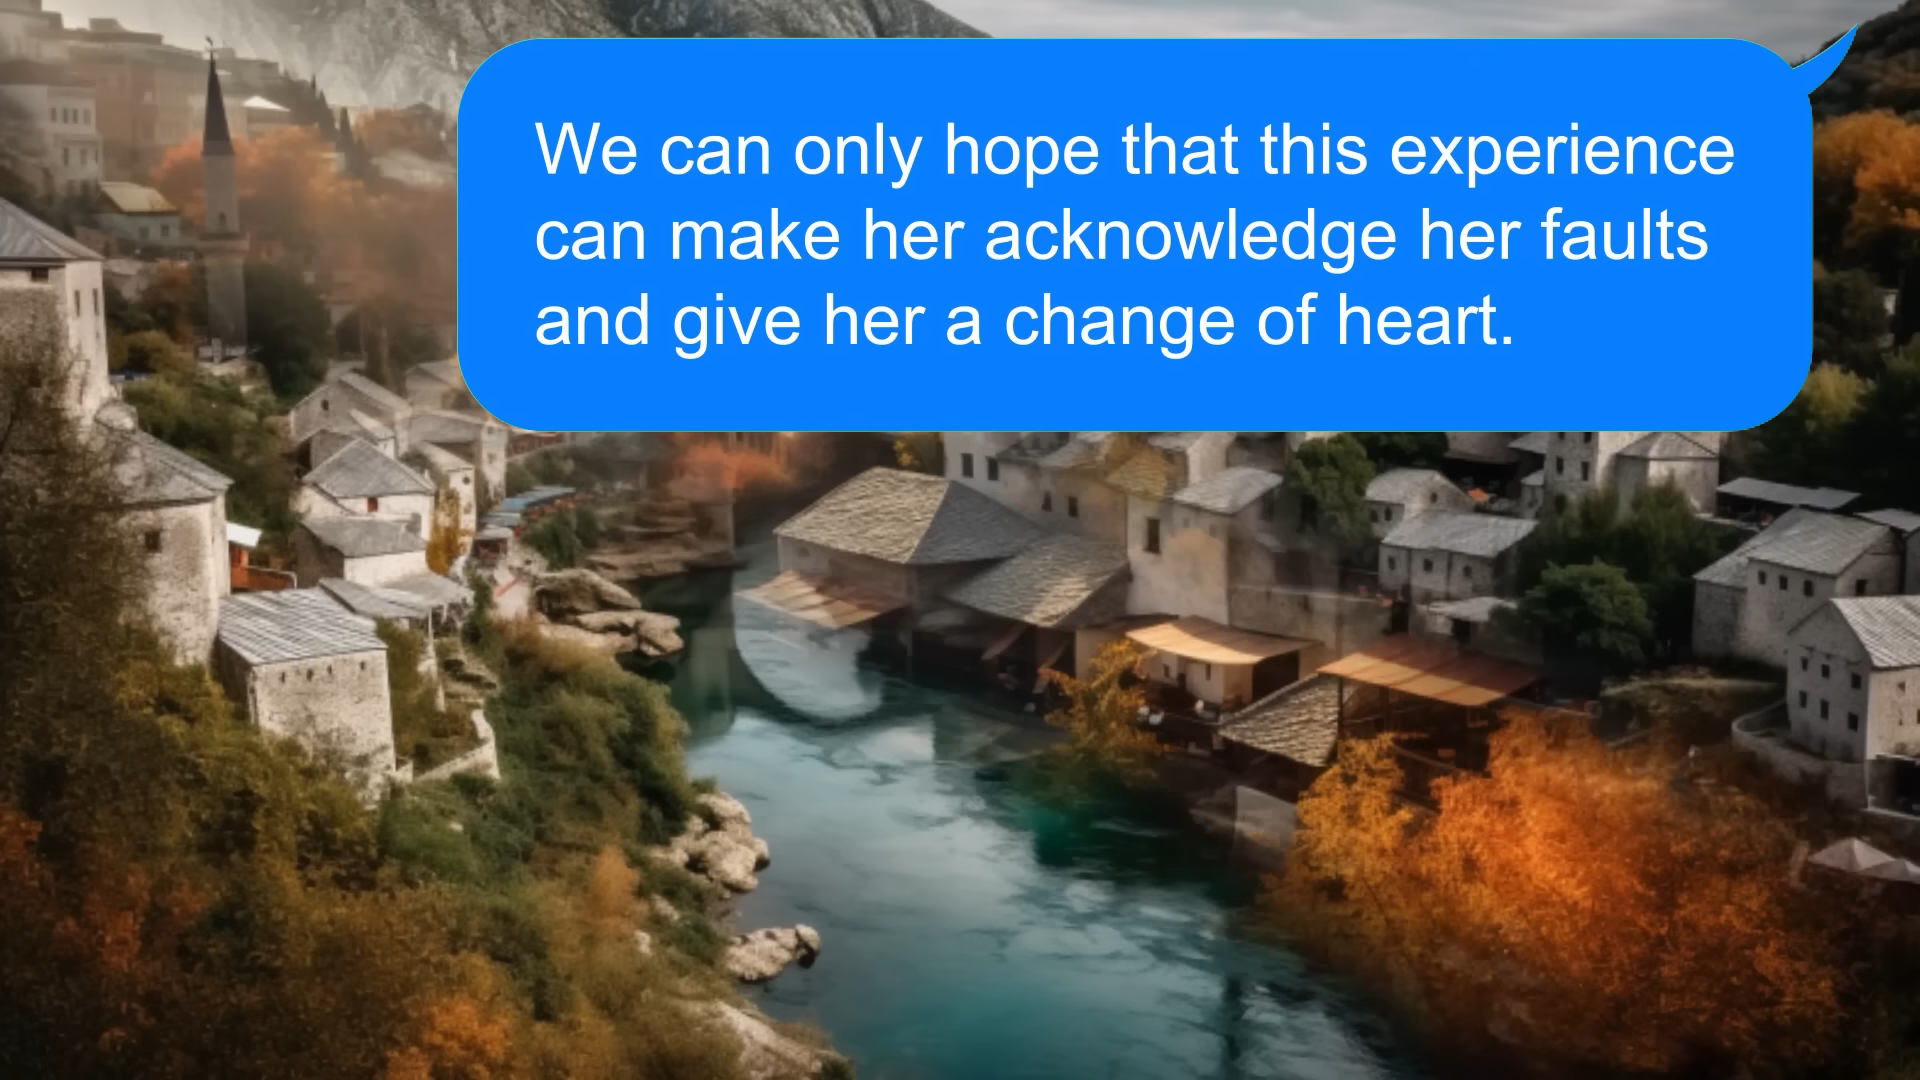 We can only hope that this experience
can make her acknowledge her faults
and give her a change of heart.